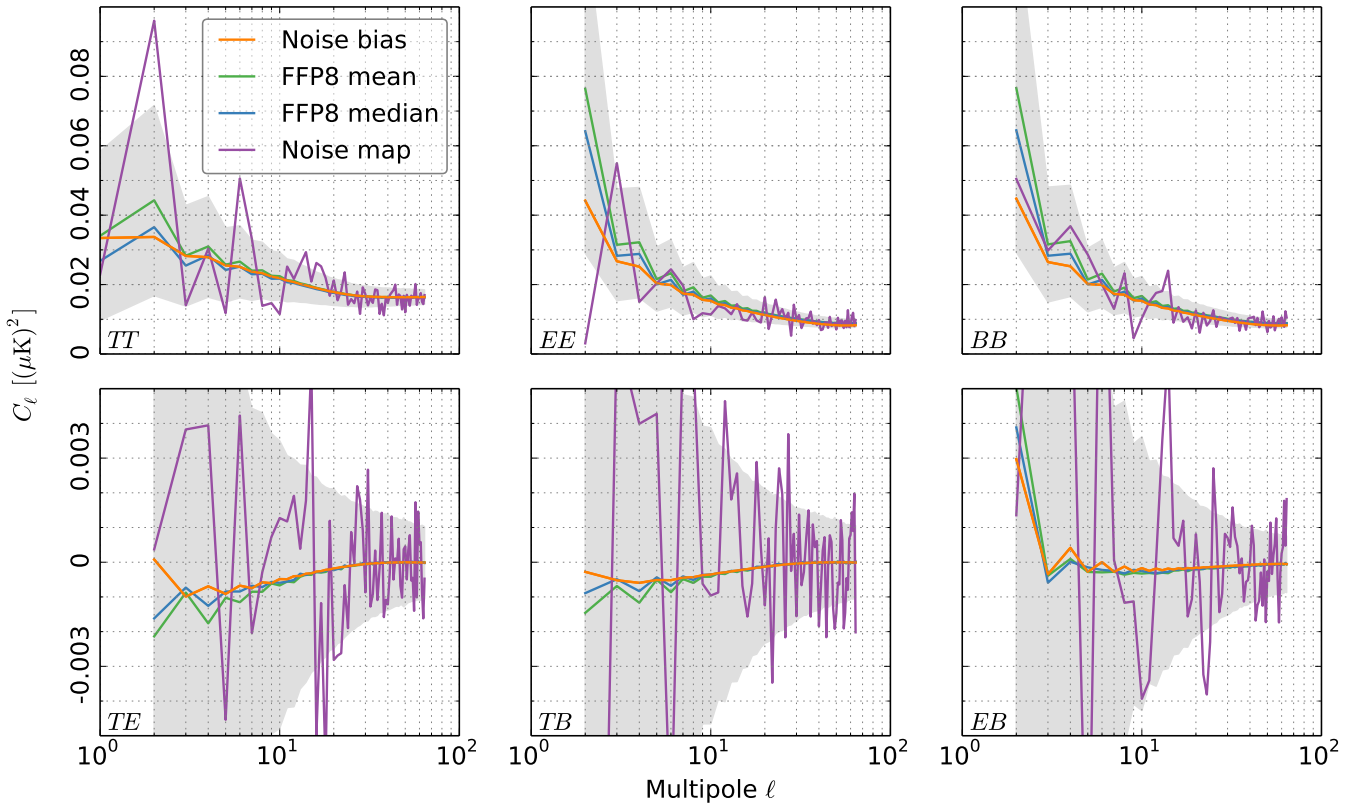 Noise bias
FFP8 mean
FFP8 median
Noise map
0.08
0.06
0.04
0.02
0
TT
EE
BB
C_ℓ [(μK)²]
0.003
0
-0.003
TE
TB
EB
10⁰ 10¹ 10² 10¹ 10² 10⁰ 10¹ 10²
Multipole ℓ